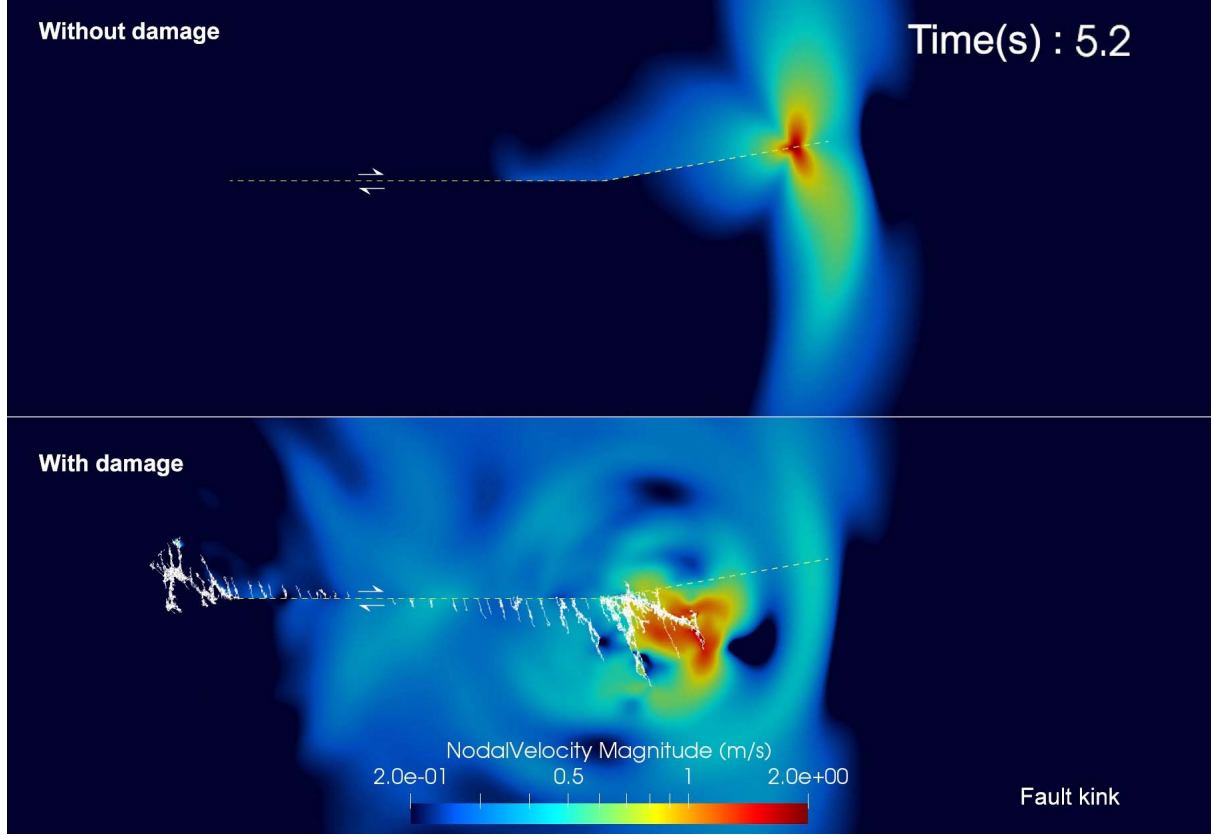 Without damage
Time(s) : 5.2
With damage
NodalVelocity Magnitude (m/s)
2.0e-01 0.5 1 2.0e+00
Fault kink